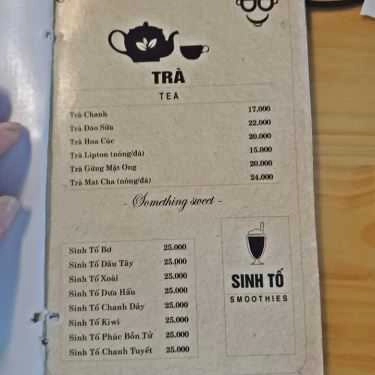 TRÀ
TEA
Trà Chanh 17.000
Trà Đào Sữa 22.000
Trà Hoa Cúc 20.000
Trà Lipton (nóng/đá) 15.000
Trà Gừng Mật Ong 20.000
Trà Mat Cha (nóng/đá) 24.000
- Something sweet -
Sinh Tố Bơ 25.000
Sinh Tố Dâu Tây 25.000
Sinh Tố Xoài 25.000
Sinh Tố Dưa Hấu 25.000
Sinh Tố Chanh Dây 25.000
Sinh Tố Kiwi 25.000
Sinh Tố Phúc Bồn Tử 25.000
Sinh Tố Chanh Tuyết 25.000
SINH TỐ
SMOOTHIES